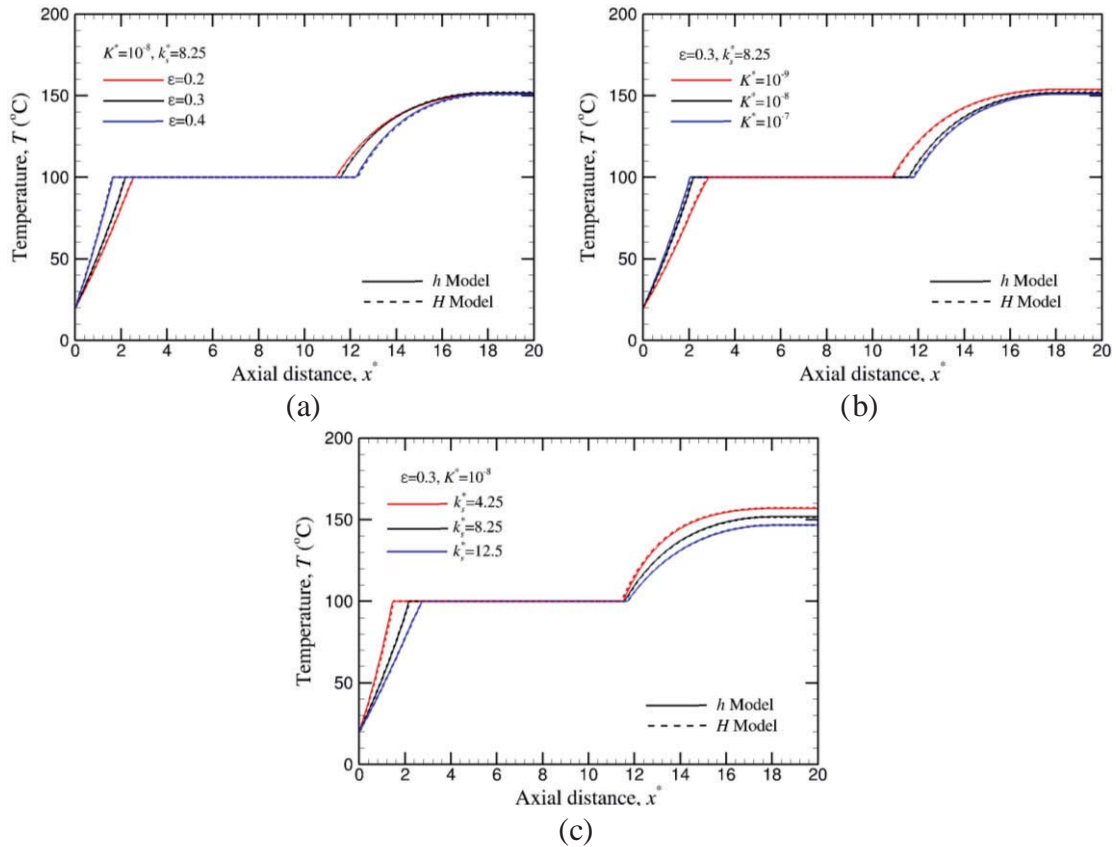 200
150
100
50
0
Temperature, T (°C)
K*=10⁻⁸, kₛ*=8.25
ε=0.2
ε=0.3
ε=0.4
h Model
H Model
0 2 4 6 8 10 12 14 16 18 20
Axial distance, x*
(a)
200
150
100
50
0
Temperature, T (°C)
ε=0.3, kₛ*=8.25
K*=10⁻⁹
K*=10⁻⁸
K*=10⁻⁷
h Model
H Model
0 2 4 6 8 10 12 14 16 18 20
Axial distance, x*
(b)
200
150
100
50
0
Temperature, T (°C)
ε=0.3, K*=10⁻⁸
kₛ*=4.25
kₛ*=8.25
kₛ*=12.5
h Model
H Model
0 2 4 6 8 10 12 14 16 18 20
Axial distance, x*
(c)